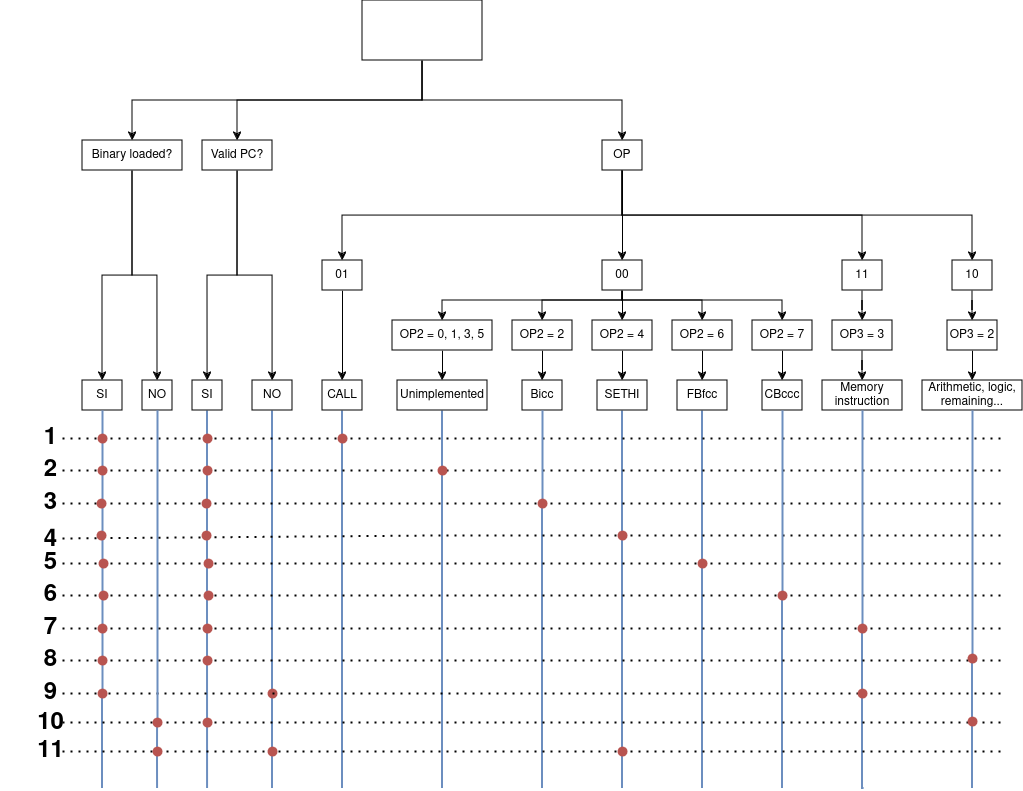 Binary loaded?
Valid PC?
OP
01
00
11
10
OP2 = 0, 1, 3, 5
OP2 = 2
OP2 = 4
OP2 = 6
OP2 = 7
OP3 = 3
OP3 = 2
SI
NO
SI
NO
CALL
Unimplemented
Bicc
SETHI
FBfcc
CBccc
Memory
instruction
Arithmetic, logic,
remaining...
1
2
3
4
5
6
7
8
9
10
11